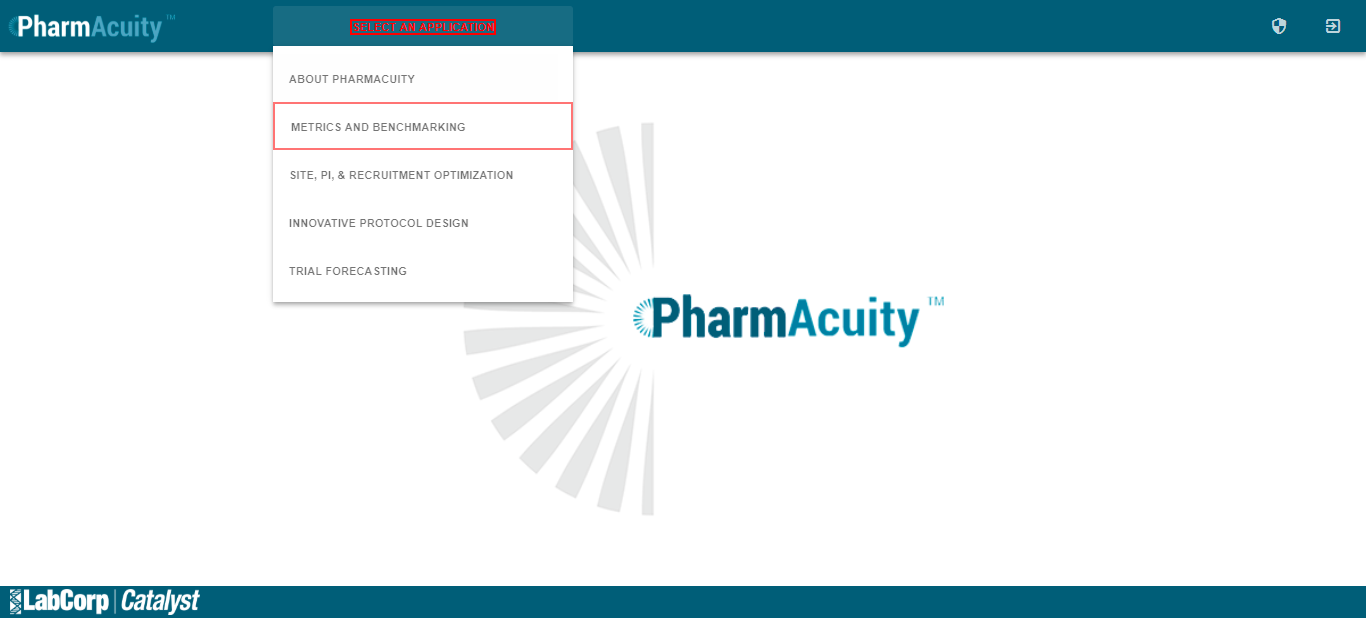 PharmAcuity™
SELECT AN APPLICATION
ABOUT PHARMACUITY
METRICS AND BENCHMARKING
SITE, PI, & RECRUITMENT OPTIMIZATION
INNOVATIVE PROTOCOL DESIGN
TRIAL FORECASTING
PharmAcuity™
LabCorp | Catalyst